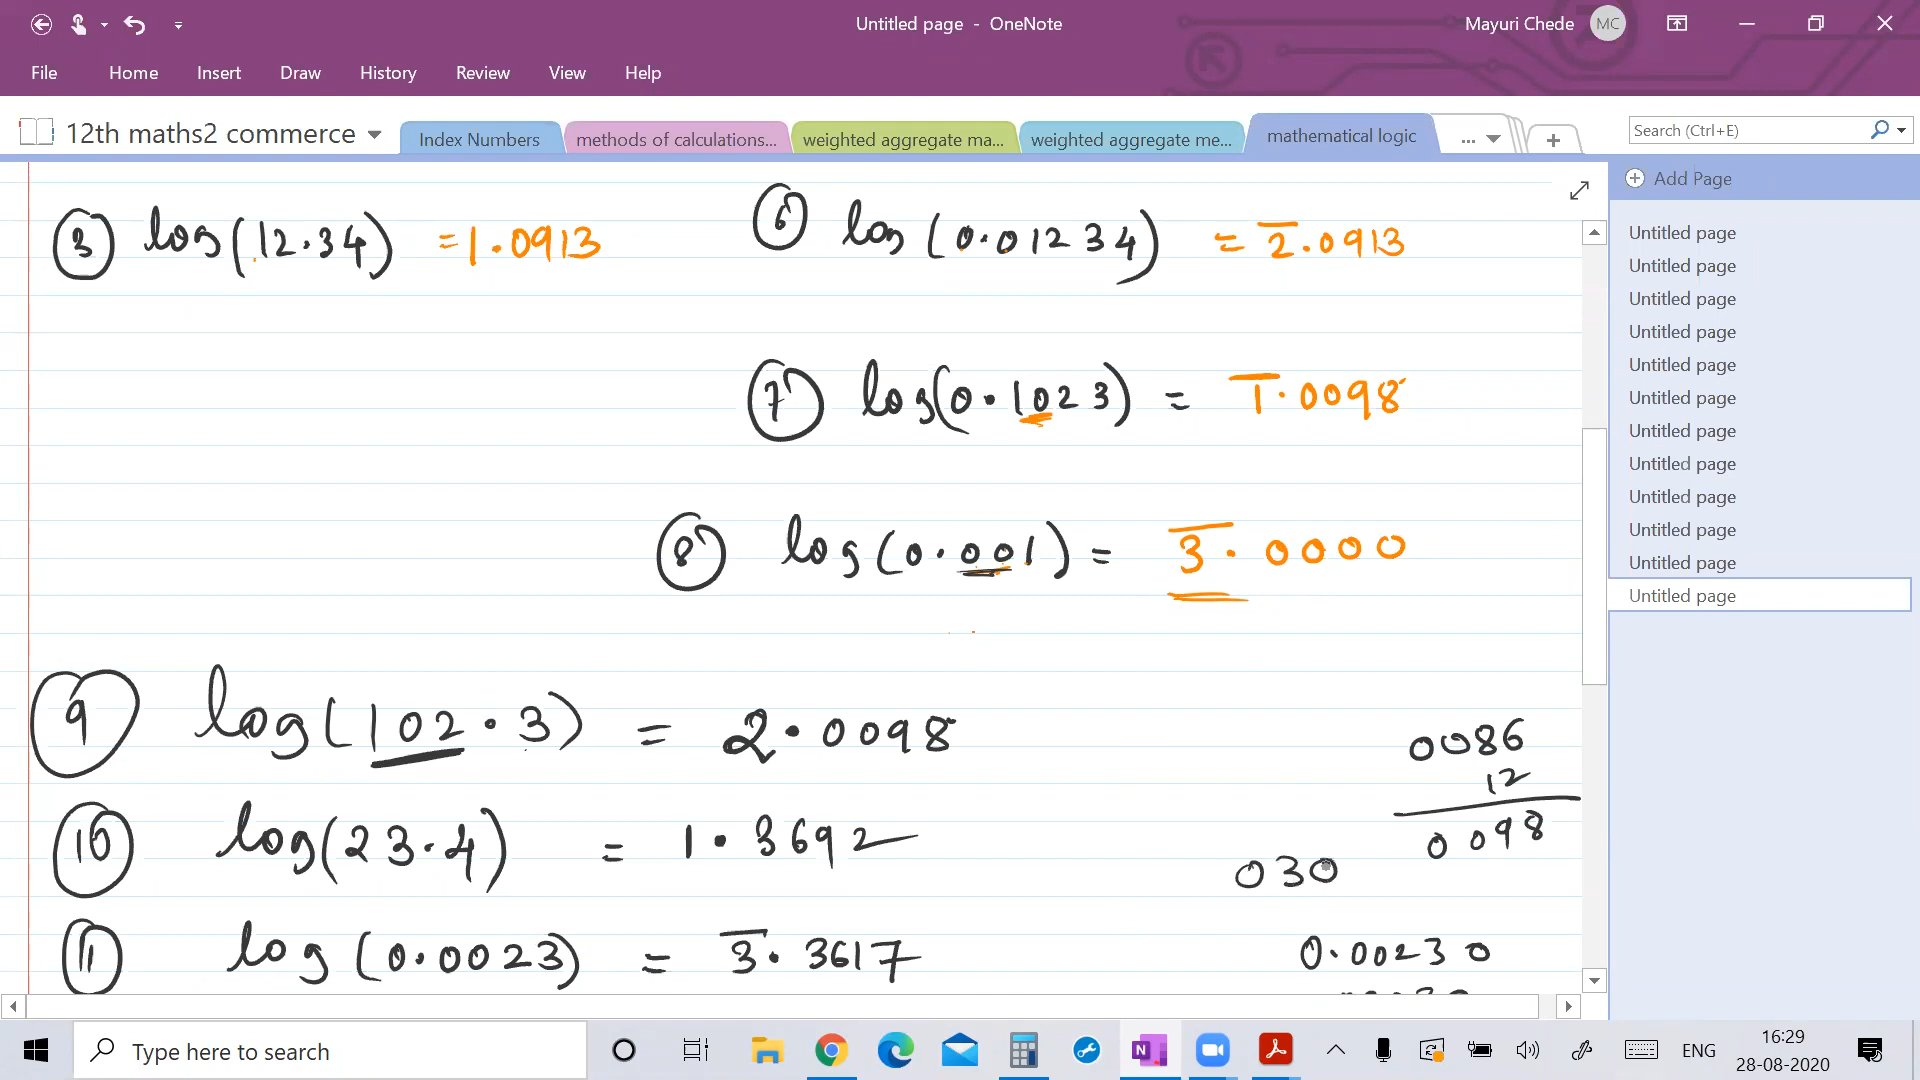 Untitled page - OneNote
Mayuri Chede MC
File Home Insert Draw History Review View Help
12th maths2 commerce
Index Numbers
methods of calculations...
weighted aggregate ma...
weighted aggregate me...
mathematical logic
...
Search (Ctrl+E)
Add Page
Untitled page
Untitled page
Untitled page
Untitled page
Untitled page
Untitled page
Untitled page
Untitled page
Untitled page
Untitled page
Untitled page
Untitled page
3 log(12.34) = 1.0913
6 log(0.01234) = 2̅.0913
7 log(0.1023) = 1̅.0098
8 log(0.001) = 3̅.0000
9 log(102.3) = 2.0098
0086
12
0098
10 log(23.4) = 1.3692
030
11 log(0.0023) = 3̅.3617
0.00230
Type here to search
ENG
16:29
28-08-2020